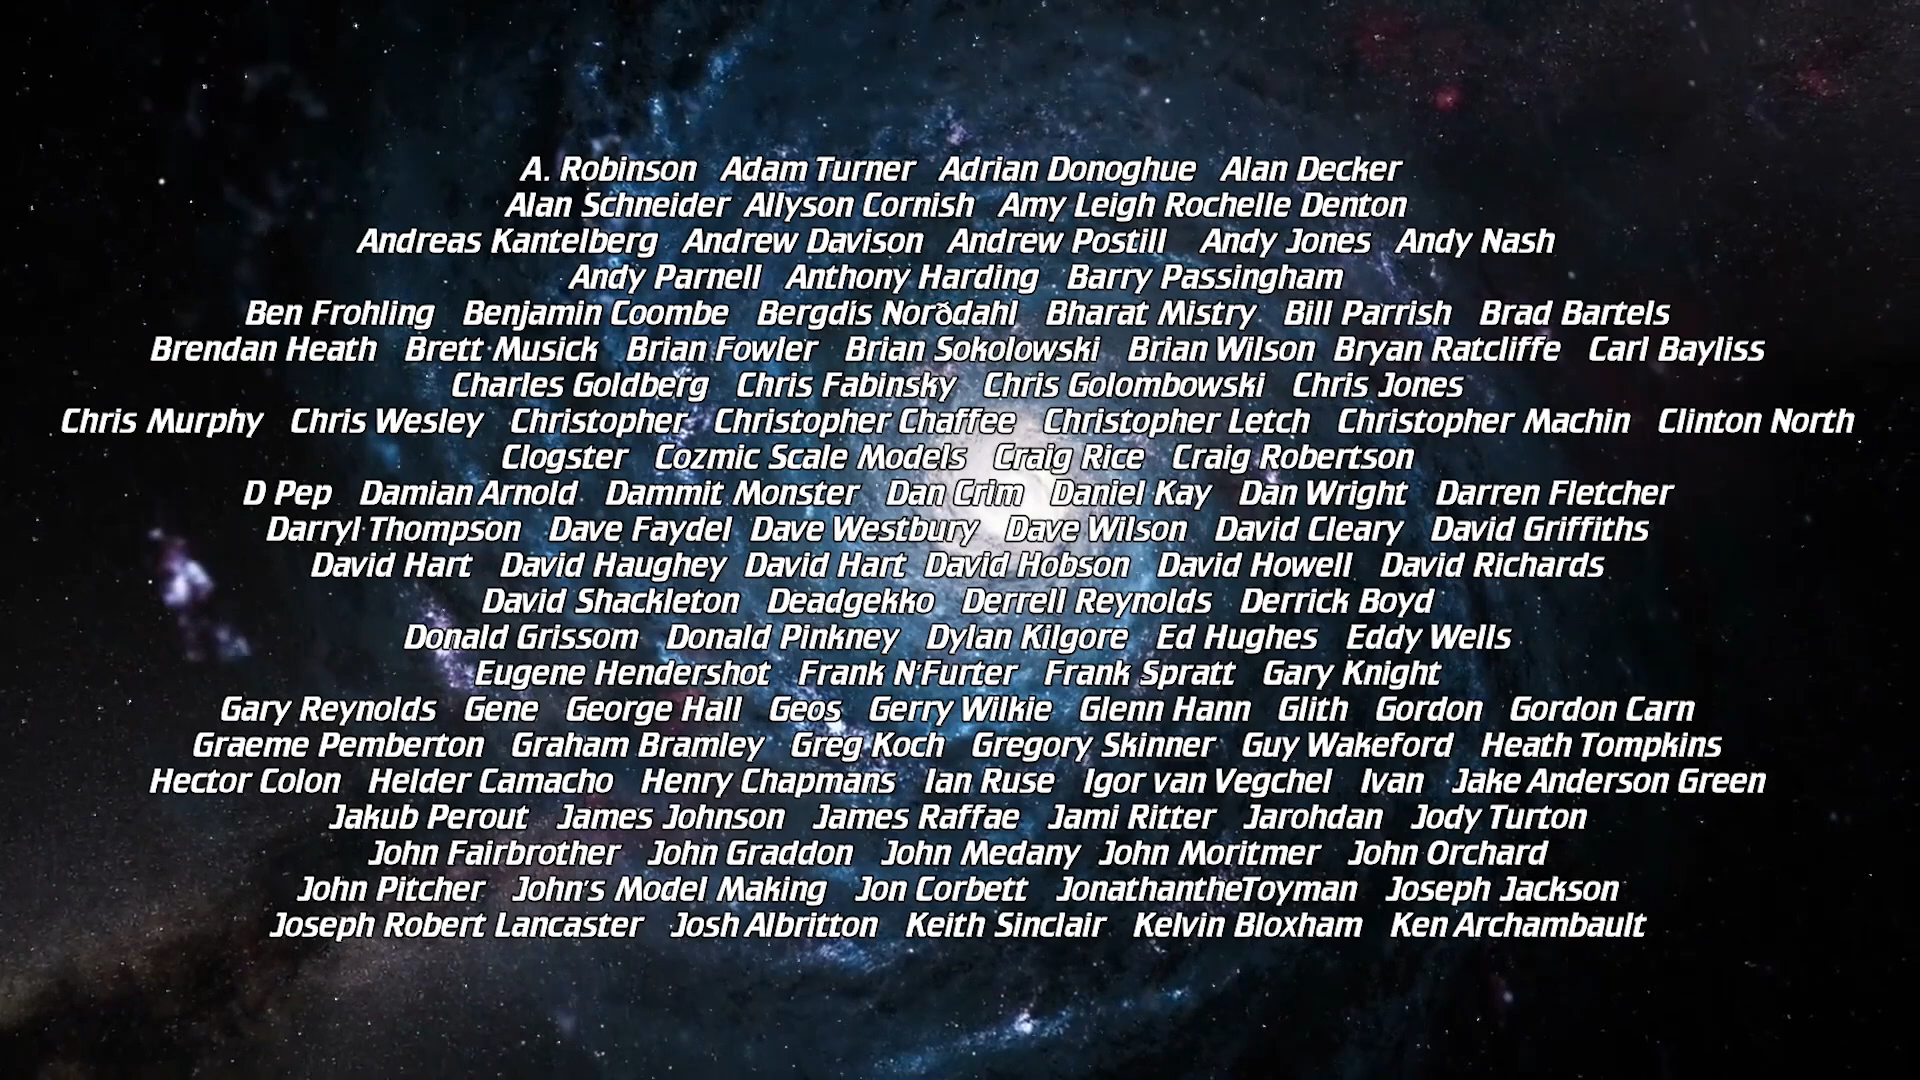 A. Robinson Adam Turner Adrian Donoghue Alan Decker
Alan Schneider Allyson Cornish Amy Leigh Rochelle Denton
Andreas Kantelberg Andrew Davison Andrew Postill Andy Jones Andy Nash
Andy Parnell Anthony Harding Barry Passingham
Ben Frohling Benjamin Coombe Bergdís Norðdahl Bharat Mistry Bill Parrish Brad Bartels
Brendan Heath Brett Musick Brian Fowler Brian Sokolowski Brian Wilson Bryan Ratcliffe Carl Bayliss
Charles Goldberg Chris Fabinsky Chris Golombowski Chris Jones
Chris Murphy Chris Wesley Christopher Christopher Chaffee Christopher Letch Christopher Machin Clinton North
Clogster Cozmic Scale Models Craig Rice Craig Robertson
D Pep Damian Arnold Dammit Monster Dan Crim Daniel Kay Dan Wright Darren Fletcher
Darryl Thompson Dave Faydel Dave Westbury Dave Wilson David Cleary David Griffiths
David Hart David Haughey David Hart David Hobson David Howell David Richards
David Shackleton Deadgekko Derrell Reynolds Derrick Boyd
Donald Grissom Donald Pinkney Dylan Kilgore Ed Hughes Eddy Wells
Eugene Hendershot Frank N'Furter Frank Spratt Gary Knight
Gary Reynolds Gene George Hall Geos Gerry Wilkie Glenn Hann Glith Gordon Gordon Carn
Graeme Pemberton Graham Bramley Greg Koch Gregory Skinner Guy Wakeford Heath Tompkins
Hector Colon Helder Camacho Henry Chapmans Ian Ruse Igor van Vegchel Ivan Jake Anderson Green
Jakub Perout James Johnson James Raffae Jami Ritter Jarohdan Jody Turton
John Fairbrother John Graddon John Medany John Moritmer John Orchard
John Pitcher John's Model Making Jon Corbett JonathantheToyman Joseph Jackson
Joseph Robert Lancaster Josh Albritton Keith Sinclair Kelvin Bloxham Ken Archambault